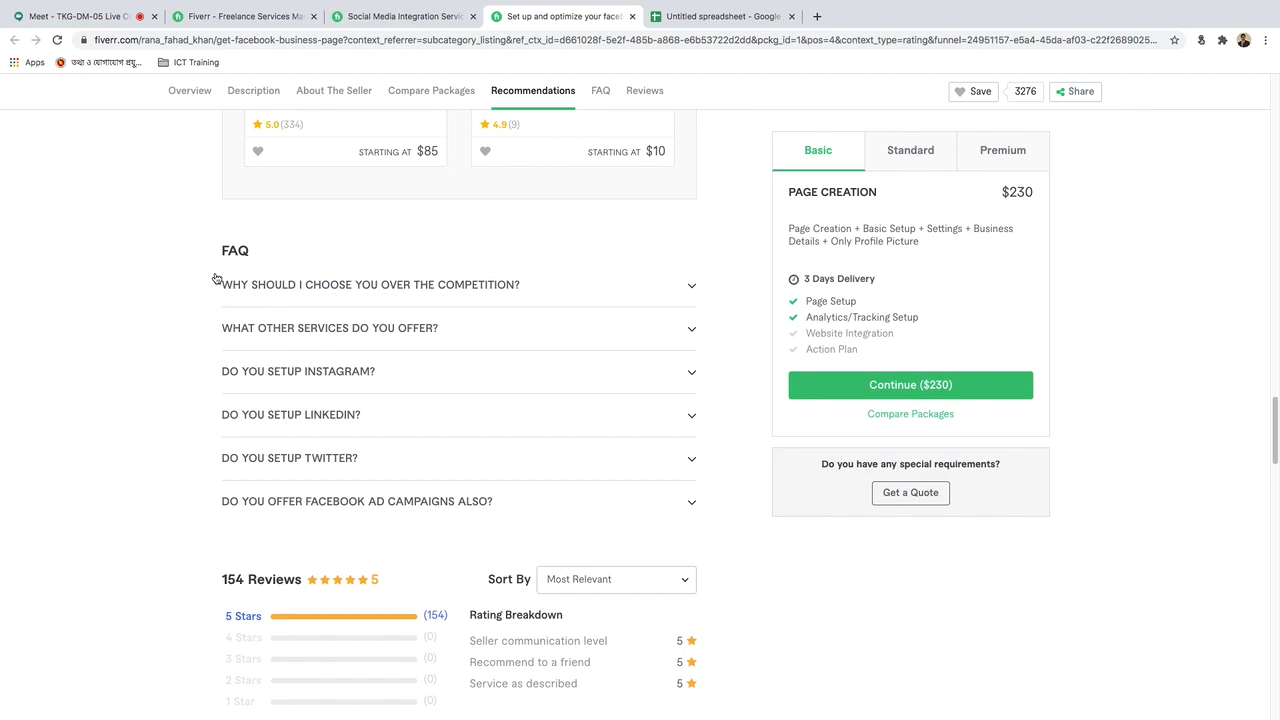 Meet - TKG-DM-05 Live C
Fiverr - Freelance Services Ma
Social Media Integration Servic
Set up and optimize your faceb
Untitled spreadsheet - Google
fiverr.com/rana_fahad_khan/get-facebook-business-page?context_referrer=subcategory_listing&ref_ctx_id=d661028f-5e2f-485b-a868-e6b53722d2dd&pckg_id=1&pos=4&context_type=rating&funnel=24951157-e5a4-45da-af03-c22f2689025...
Apps
তথ্য ও যোগাযোগ প্রযু...
ICT Training
Overview
Description
About The Seller
Compare Packages
Recommendations
FAQ
Reviews
Save
3276
Share
5.0(334)
4.9(9)
STARTING AT $85
STARTING AT $10
Basic
Standard
Premium
PAGE CREATION
$230
Page Creation + Basic Setup + Settings + Business
Details + Only Profile Picture
3 Days Delivery
Page Setup
Analytics/Tracking Setup
Website Integration
Action Plan
Continue ($230)
Compare Packages
Do you have any special requirements?
Get a Quote
FAQ
WHY SHOULD I CHOOSE YOU OVER THE COMPETITION?
WHAT OTHER SERVICES DO YOU OFFER?
DO YOU SETUP INSTAGRAM?
DO YOU SETUP LINKEDIN?
DO YOU SETUP TWITTER?
DO YOU OFFER FACEBOOK AD CAMPAIGNS ALSO?
154 Reviews
5
Sort By
Most Relevant
5 Stars
(154)
4 Stars
(0)
3 Stars
(0)
2 Stars
(0)
1 Star
(0)
Rating Breakdown
Seller communication level
5
Recommend to a friend
5
Service as described
5